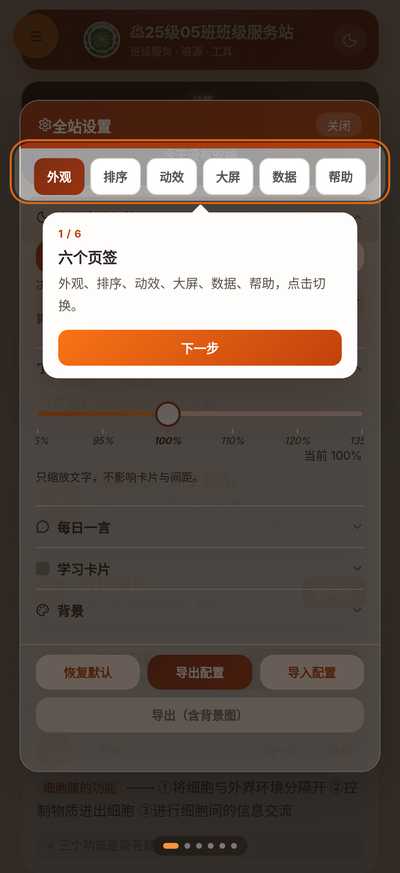 25级05班班级服务站
班级服务 · 资源 · 工具
全站设置
关闭
外观
排序
动效
大屏
数据
帮助
1 / 6
六个页签
外观、排序、动效、大屏、数据、帮助，点击切
换。
下一步
95%
100%
110%
120%
当前 100%
只缩放文字，不影响卡片与间距。
每日一言
学习卡片
背景
恢复默认
导出配置
导入配置
导出（含背景图）
细胞膜的功能 —— ①将细胞与外界环境分隔开 ②控
制物质进出细胞 ③进行细胞间的信息交流